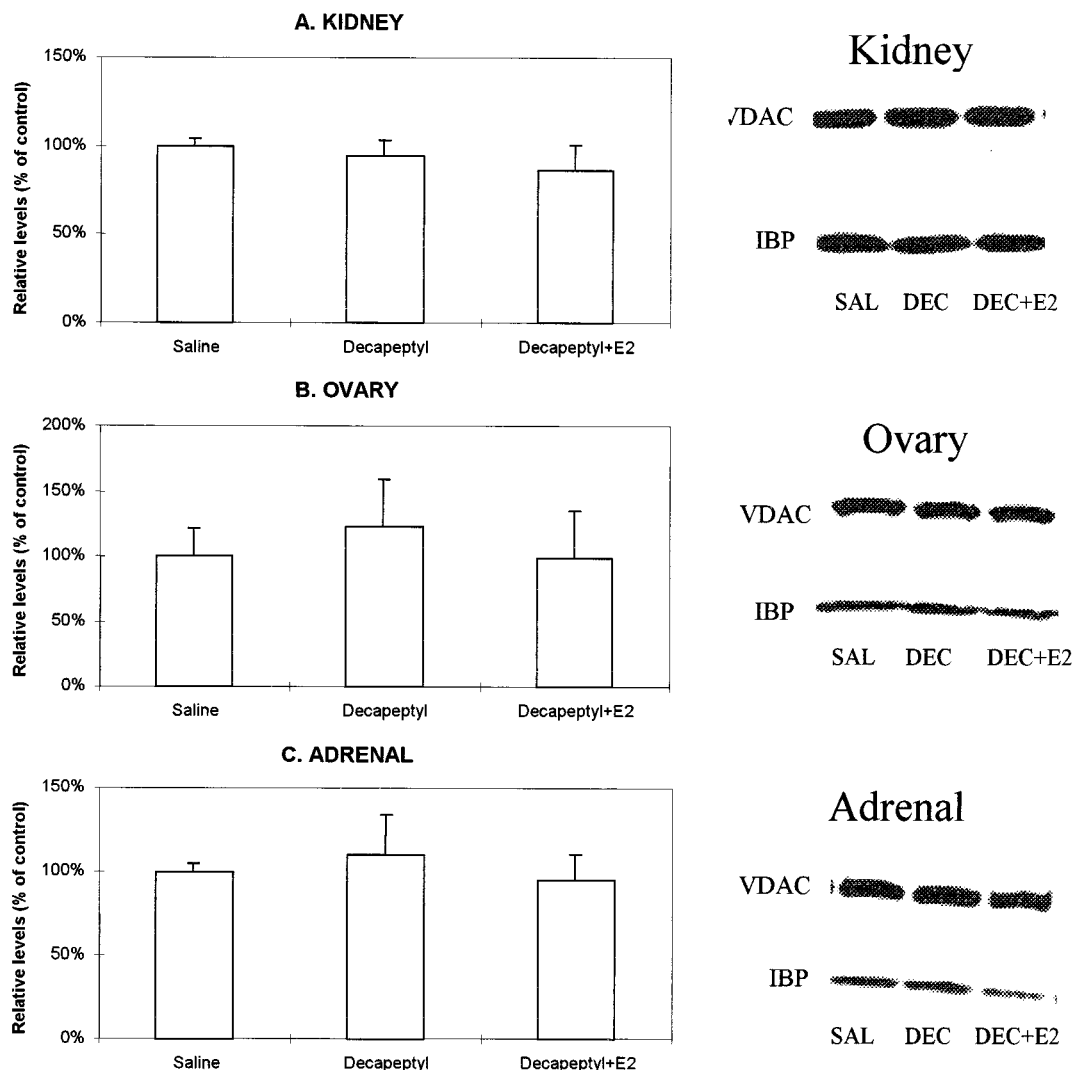 A. KIDNEY
Relative levels (% of control)
150%
100%
50%
0%
Saline Decapeptyl Decapeptyl+E2
Kidney
VDAC
IBP
SAL DEC DEC+E2
B. OVARY
Relative levels (% of control)
200%
150%
100%
50%
0%
Saline Decapeptyl Decapeptyl+E2
Ovary
VDAC
IBP
SAL DEC DEC+E2
C. ADRENAL
Relative levels (% of control)
150%
100%
50%
0%
Saline Decapeptyl Decapeptyl+E2
Adrenal
VDAC
IBP
SAL DEC DEC+E2